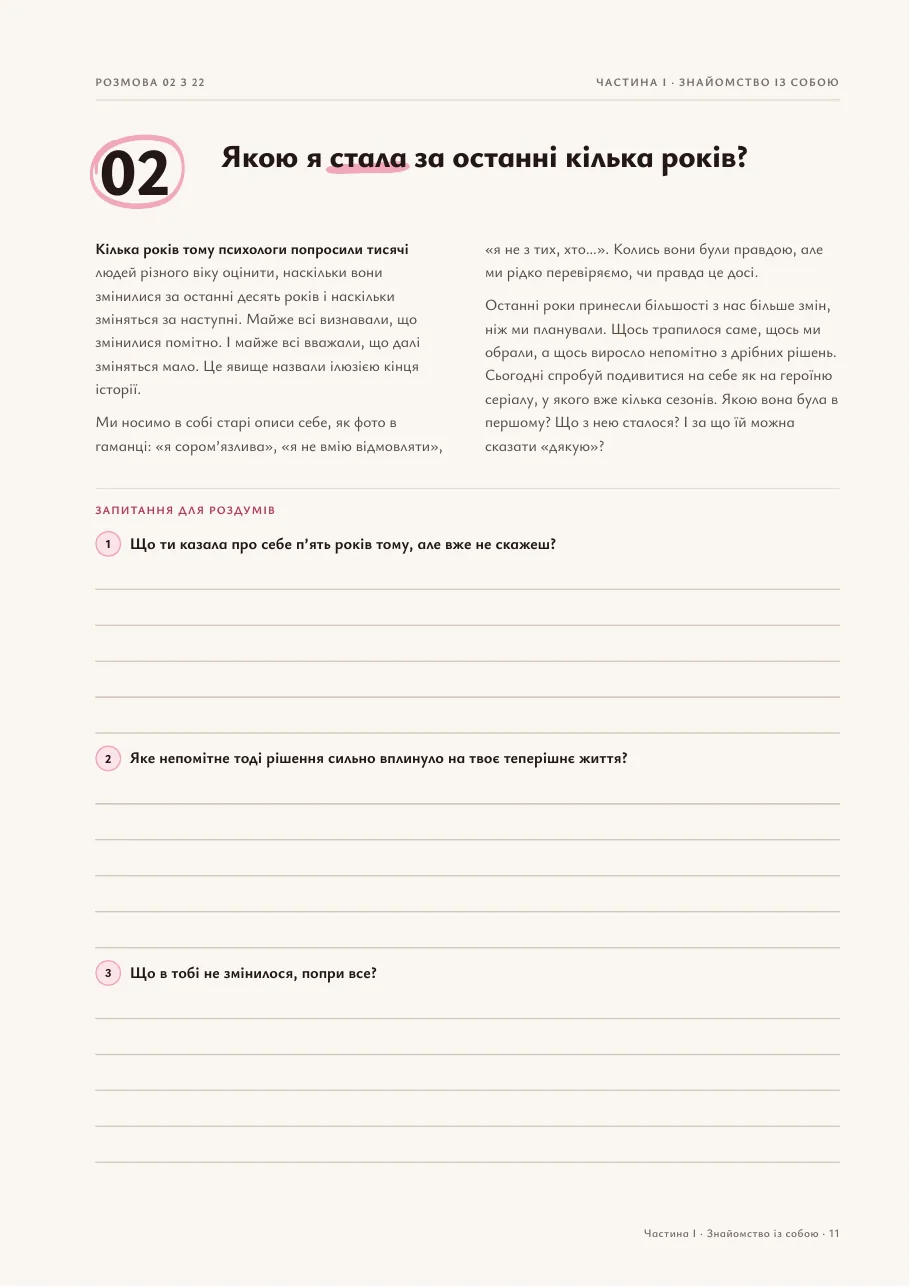 РОЗМОВА 02 З 22
ЧАСТИНА І · ЗНАЙОМСТВО ІЗ СОБОЮ
02
Якою я стала за останні кілька років?
Кілька років тому психологи попросили тисячі
людей різного віку оцінити, наскільки вони
змінилися за останні десять років і наскільки
зміняться за наступні. Майже всі визнавали, що
змінилися помітно. І майже всі вважали, що далі
зміняться мало. Це явище назвали ілюзією кінця
історії.
Ми носимо в собі старі описи себе, як фото в
гаманці: «я сором’язлива», «я не вмію відмовляти»,
«я не з тих, хто…». Колись вони були правдою, але
ми рідко перевіряємо, чи правда це досі.
Останні роки принесли більшості з нас більше змін,
ніж ми планували. Щось трапилося саме, щось ми
обрали, а щось виросло непомітно з дрібних рішень.
Сьогодні спробуй подивитися на себе як на героїню
серіалу, у якого вже кілька сезонів. Якою вона була в
першому? Що з нею сталося? І за що їй можна
сказати «дякую»?
ЗАПИТАННЯ ДЛЯ РОЗДУМІВ
1 Що ти казала про себе п’ять років тому, але вже не скажеш?
2 Яке непомітне тоді рішення сильно вплинуло на твоє теперішнє життя?
3 Що в тобі не змінилося, попри все?
Частина І · Знайомство із собою · 11